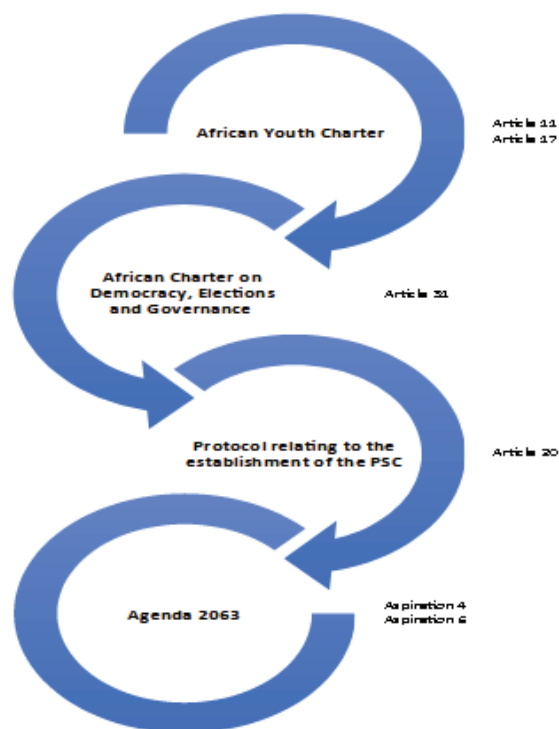 African Youth Charter
Article 11
Article 17
African Charter on
Democracy, Elections
and Governance
Article 31
Protocol relating to the
establishment of the PSC
Article 20
Agenda 2063
Aspiration 4
Aspiration 6